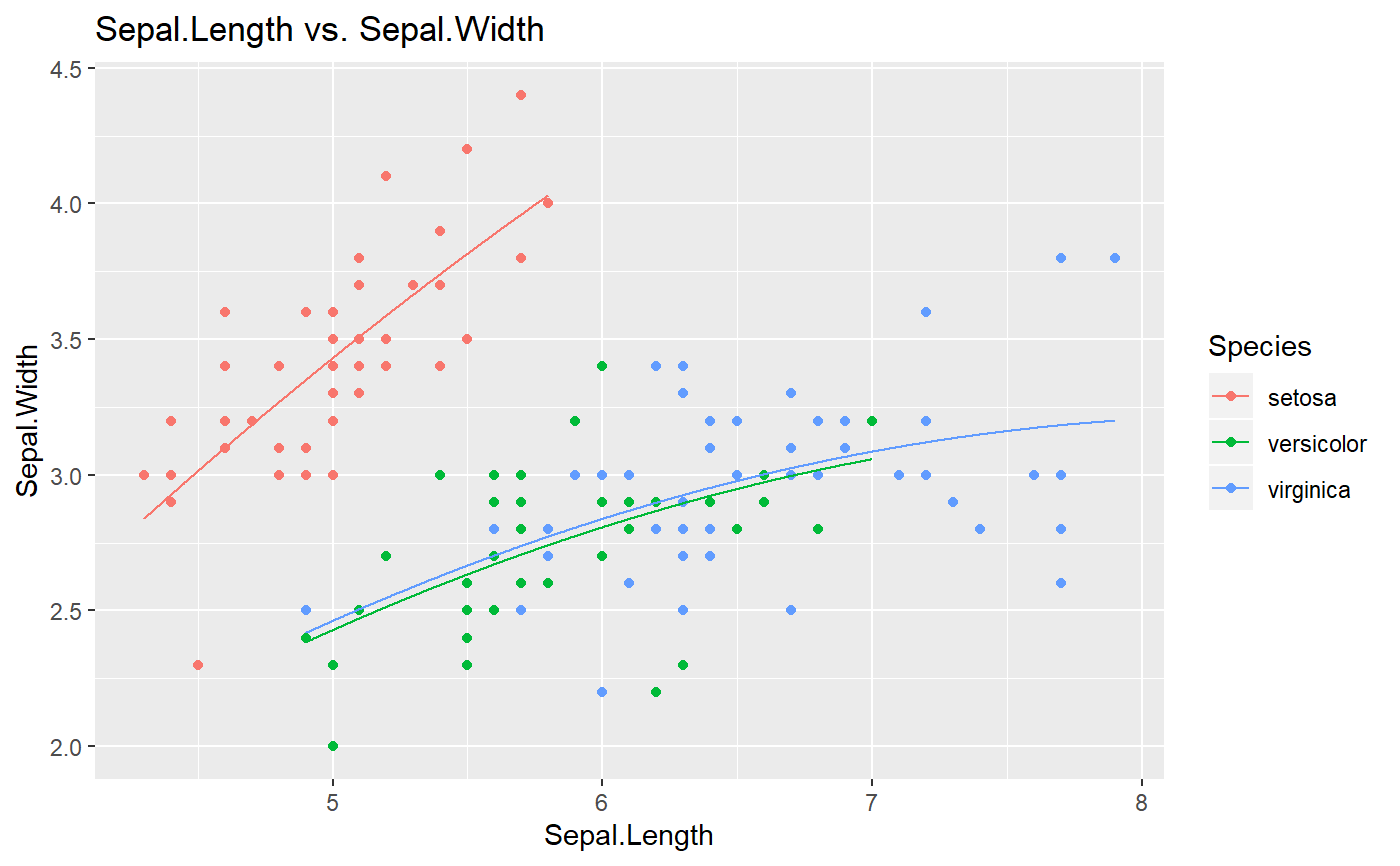 Sepal.Length vs. Sepal.Width
4.5
4.0
3.5
3.0
2.5
2.0
Sepal.Width
5 6 7 8
Sepal.Length
Species
setosa
versicolor
virginica